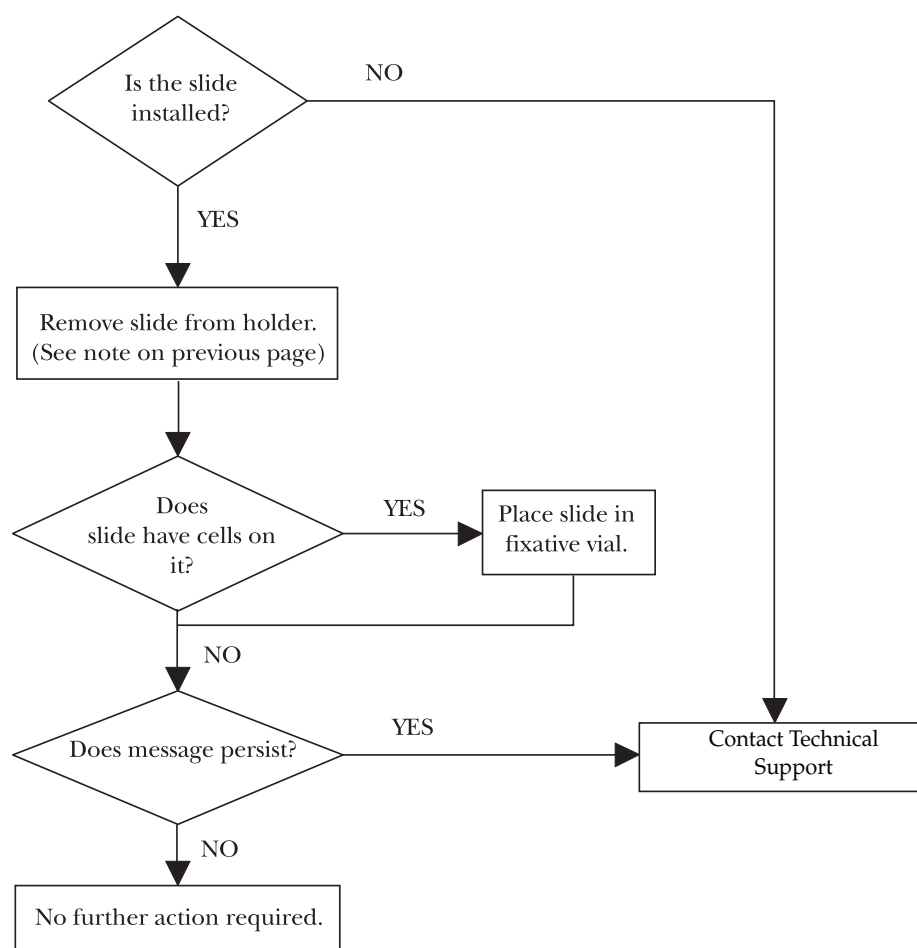 Is the slide
installed?
NO
YES
Remove slide from holder.
(See note on previous page)
Does
slide have cells on
it?
YES
Place slide in
fixative vial.
NO
Does message persist?
YES
Contact Technical
Support
NO
No further action required.